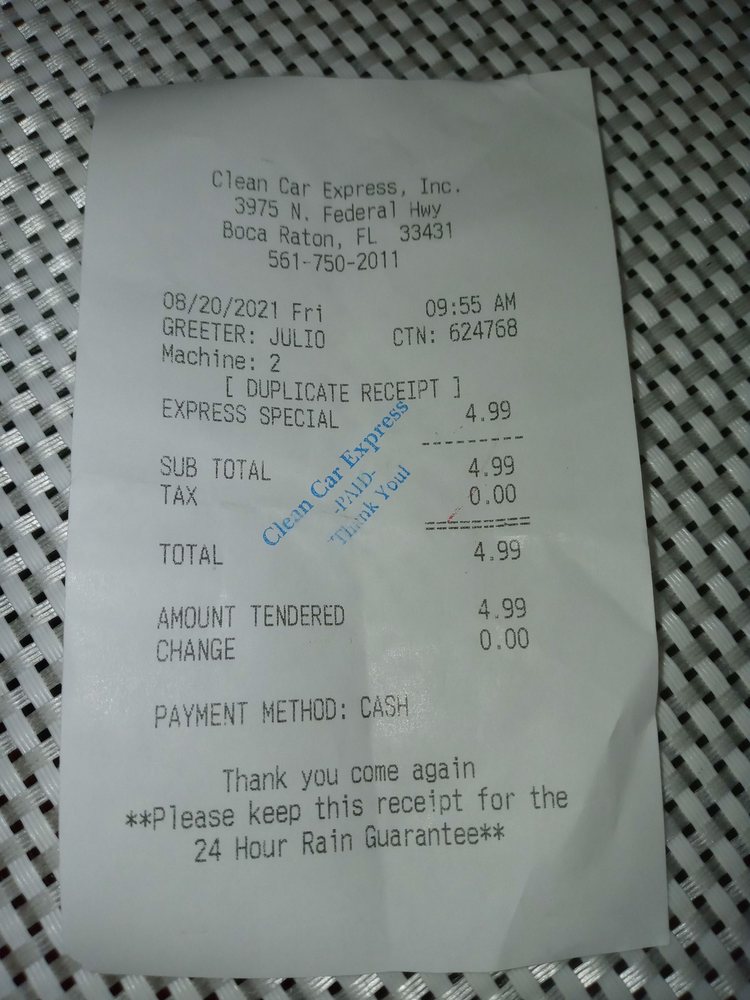 Clean Car Express, Inc.
3975 N. Federal Hwy
Boca Raton, FL 33431
561-750-2011
08/20/2021 Fri 09:55 AM
GREETER: JULIO CTN: 624768
Machine: 2
[ DUPLICATE RECEIPT ]
EXPRESS SPECIAL 4.99
---------
SUB TOTAL 4.99
TAX 0.00
=========
TOTAL 4.99
AMOUNT TENDERED 4.99
CHANGE 0.00
PAYMENT METHOD: CASH
Thank you come again
**Please keep this receipt for the
24 Hour Rain Guarantee**
Clean Car Express
-PAID-
Thank You!